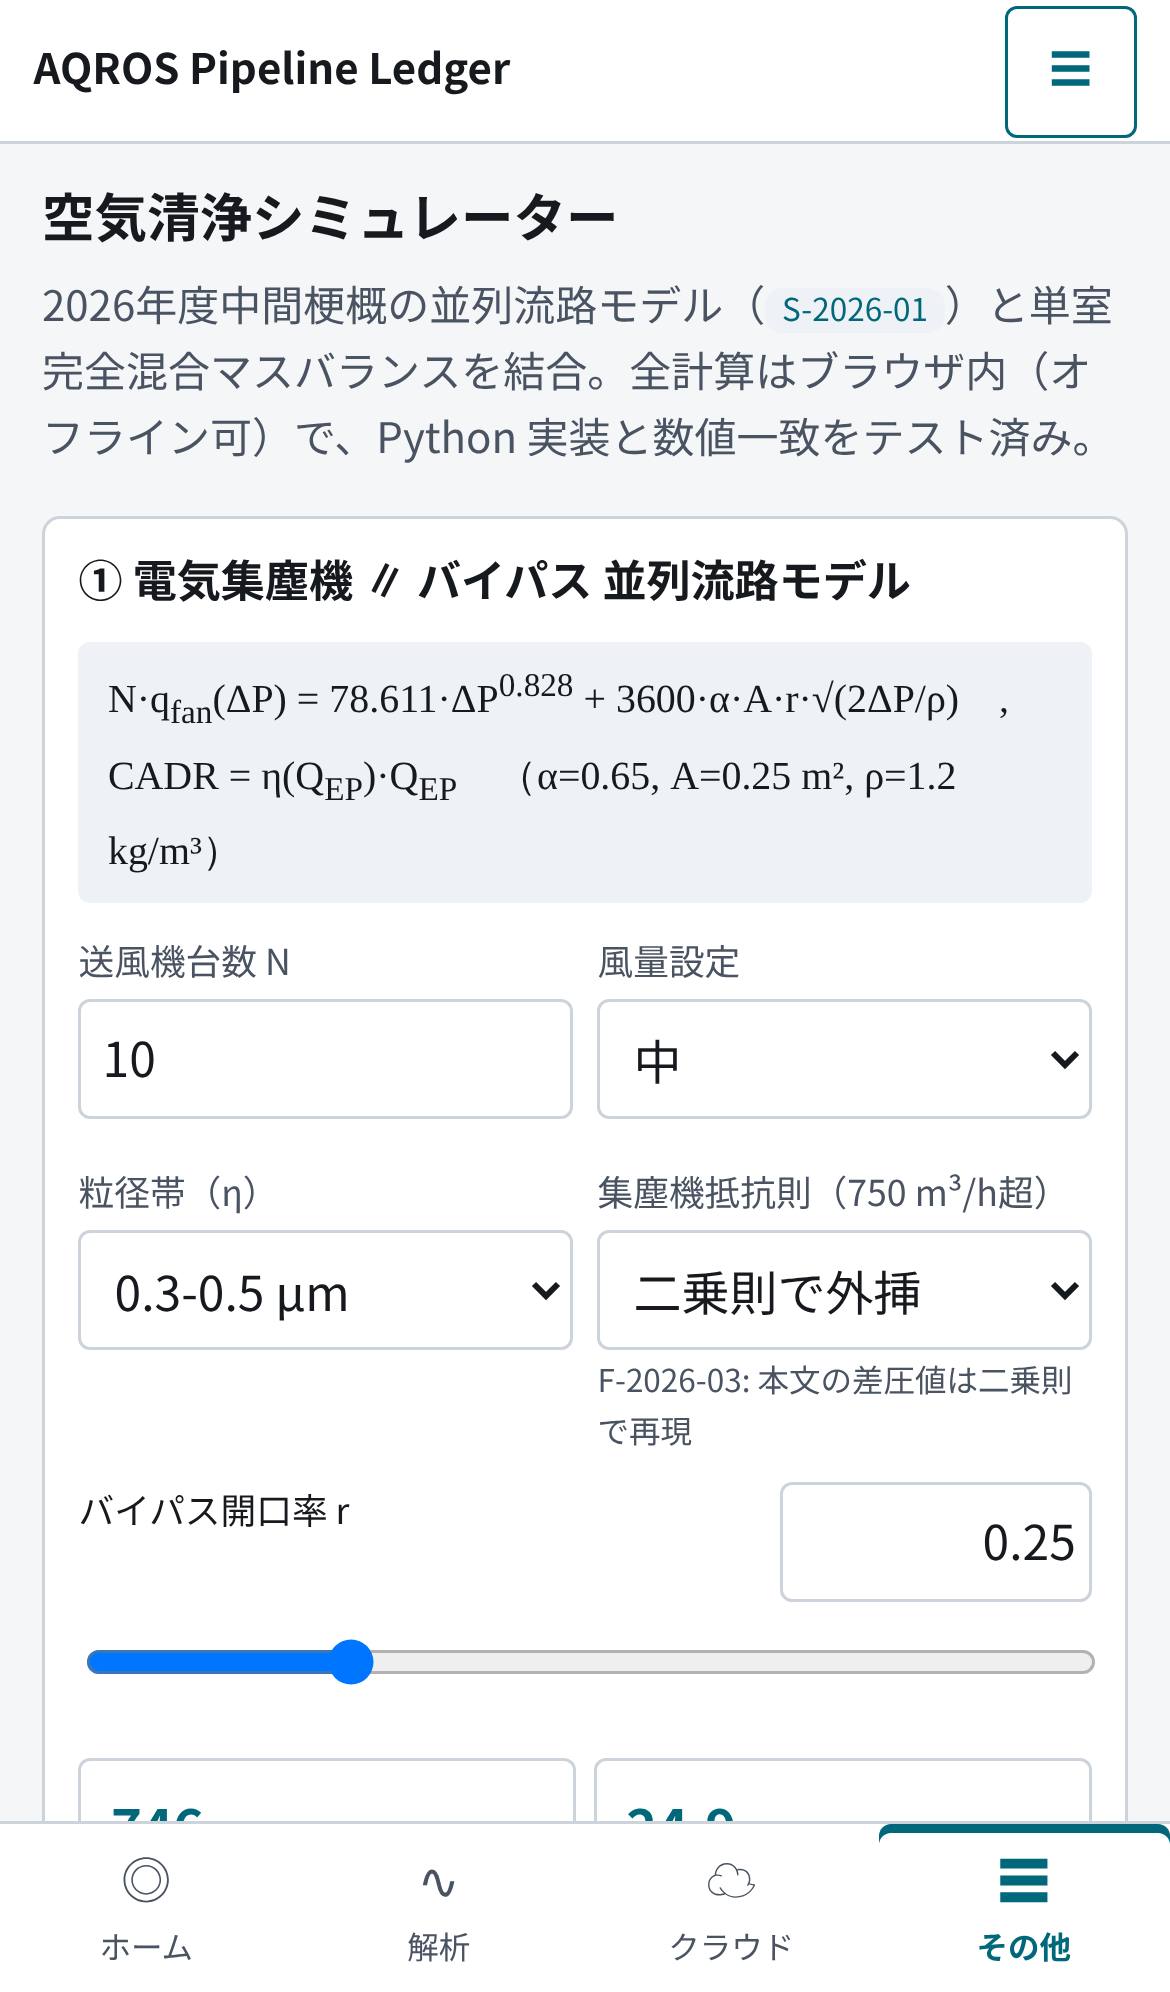 AQROS Pipeline Ledger
空気清浄シミュレーター
2026年度中間梗概の並列流路モデル（S-2026-01）と単室
完全混合マスバランスを結合。全計算はブラウザ内（オ
フライン可）で、Python 実装と数値一致をテスト済み。
① 電気集塵機 ⫽ バイパス 並列流路モデル
N·qfan(ΔP) = 78.611·ΔP0.828 + 3600·α·A·r·√(2ΔP/ρ)　,
CADR = η(QEP)·QEP　（α=0.65, A=0.25 m², ρ=1.2
kg/m³）
送風機台数 N
風量設定
10
中
粒径帯（η）
集塵機抵抗則（750 m³/h超）
0.3-0.5 µm
二乗則で外挿
F-2026-03: 本文の差圧値は二乗則
で再現
バイパス開口率 r
0.25
ホーム
解析
クラウド
その他